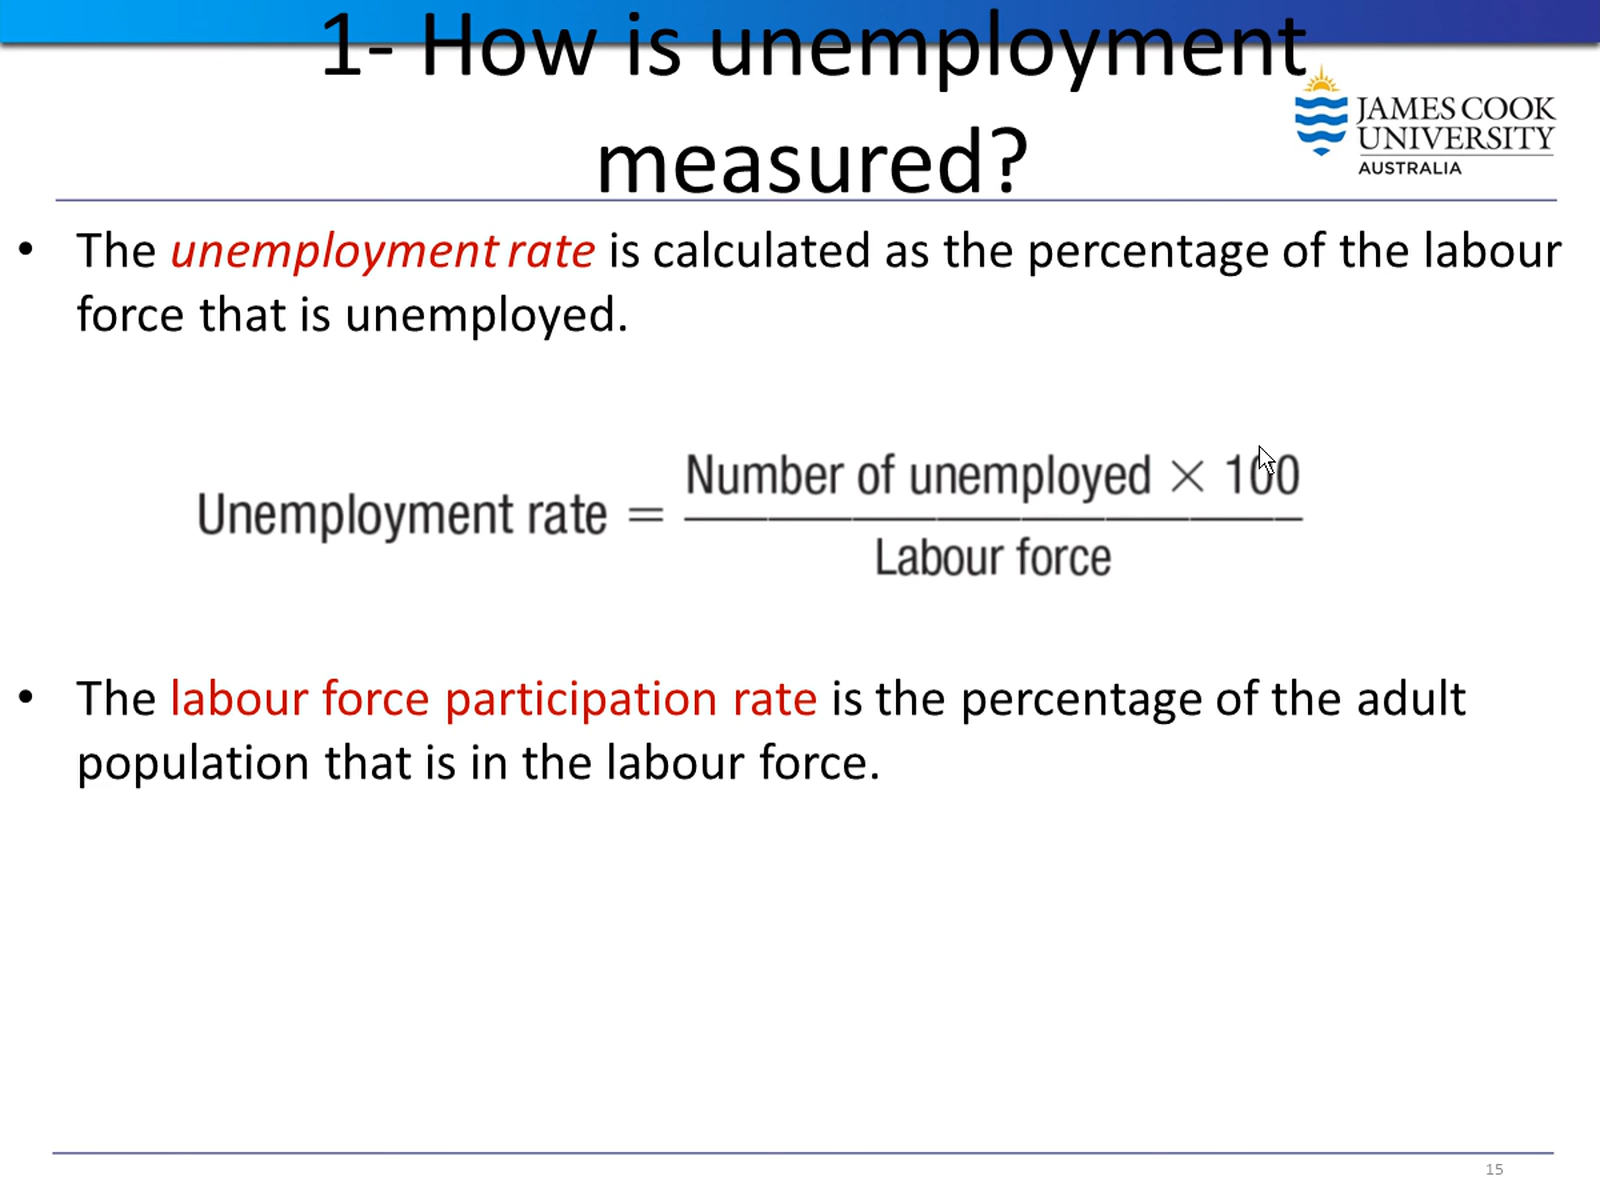 1- How is unemployment
measured?
JAMES COOK
UNIVERSITY
AUSTRALIA
• The unemployment rate is calculated as the percentage of the labour
force that is unemployed.
Number of unemployed × 100
Unemployment rate =
Labour force
• The labour force participation rate is the percentage of the adult
population that is in the labour force.
15